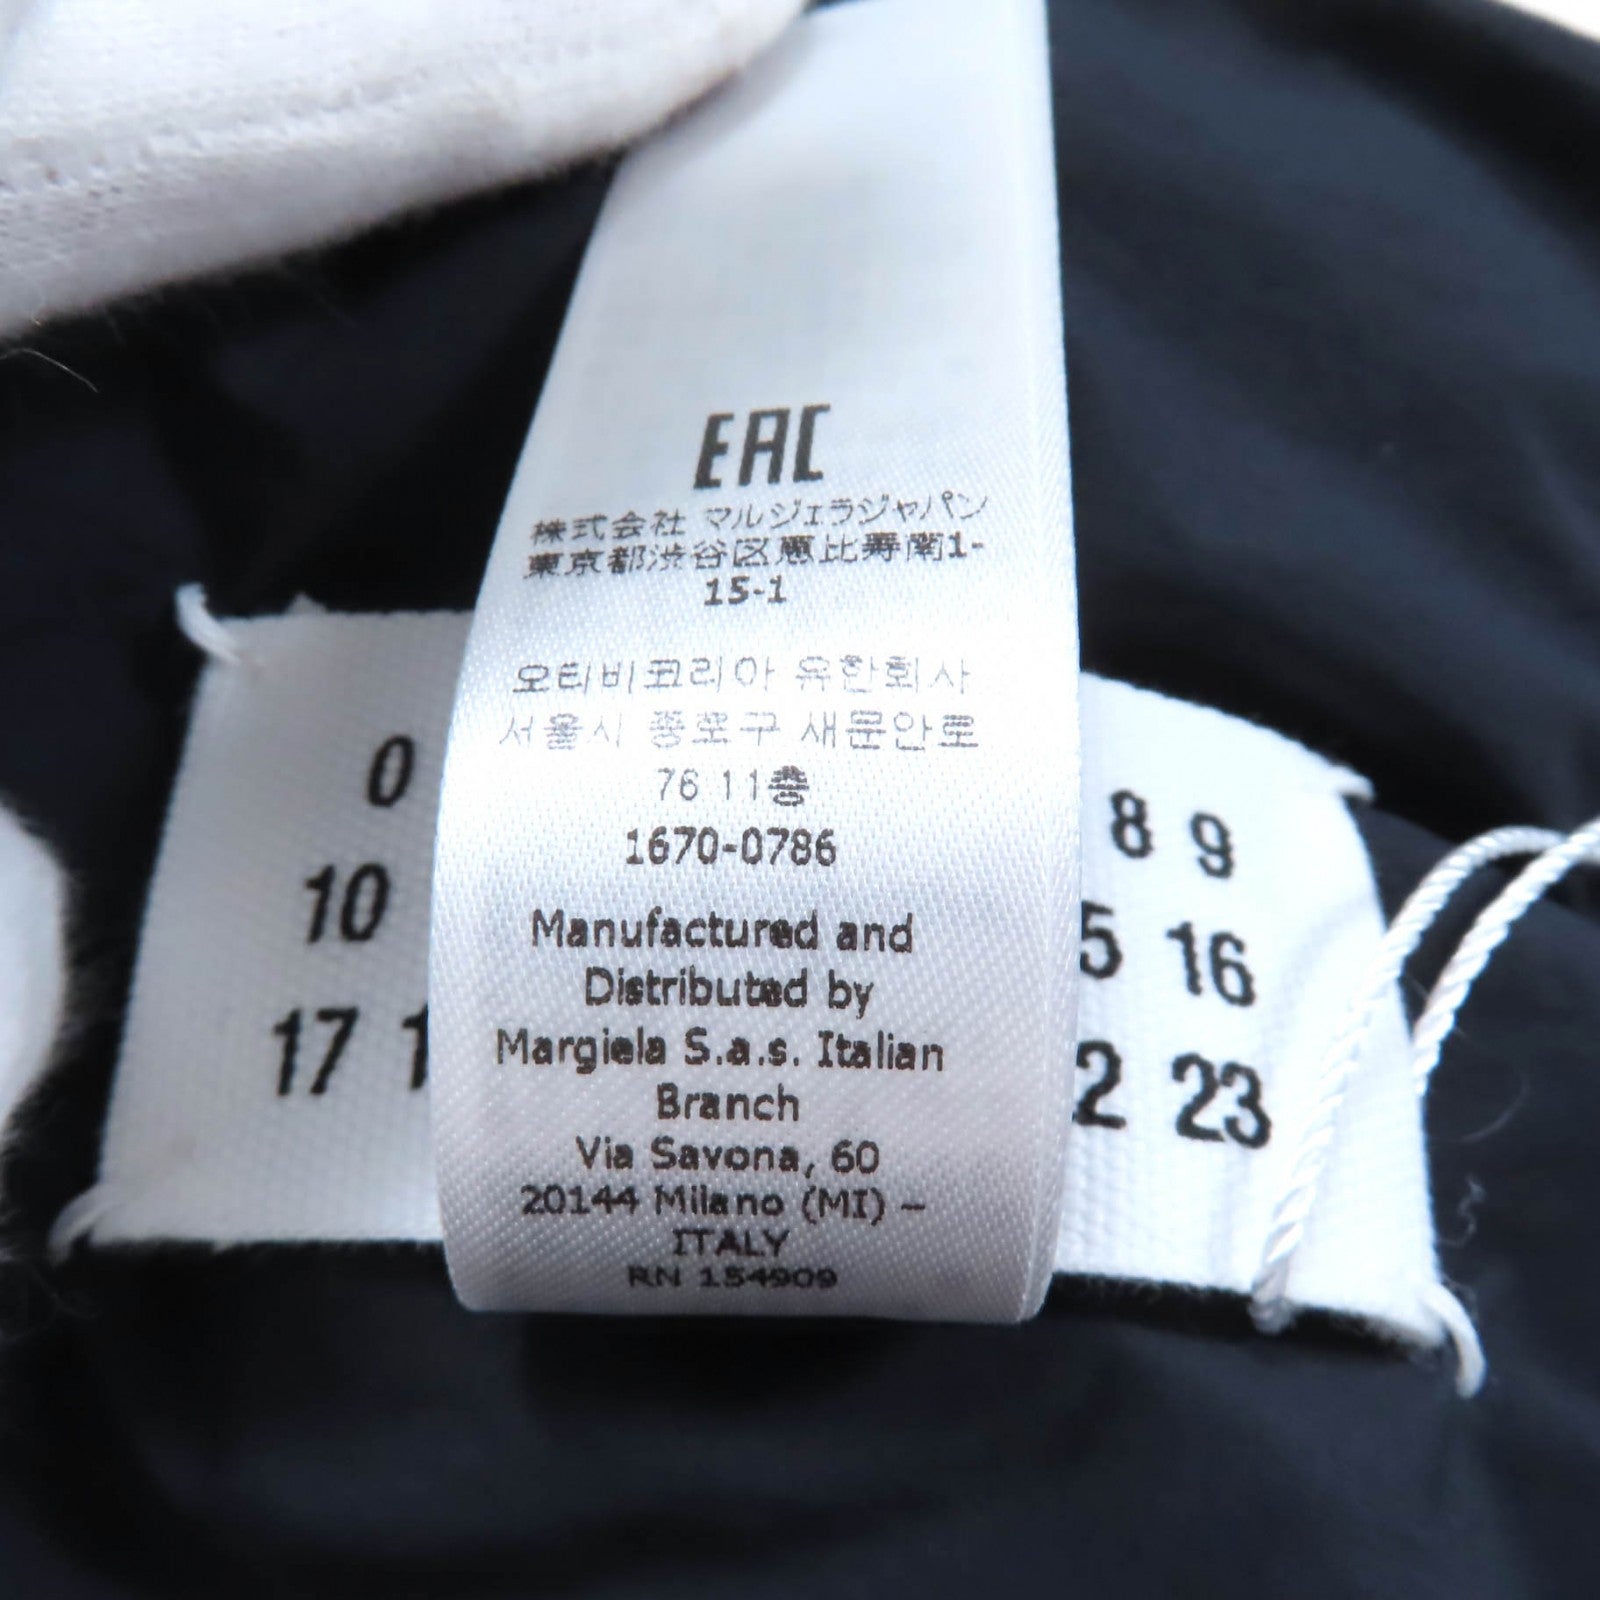 EAC
株式会社 マルジェラジャパン
東京都渋谷区恵比寿南1-
15-1
오티비코리아 유한회사
서울시 종로구 새문안로
76 11층
1670-0786
Manufactured and
Distributed by
Margiela S.a.s. Italian
Branch
Via Savona, 60
20144 Milano (MI) –
ITALY
RN 154909
0 8 9
10 16
17 23